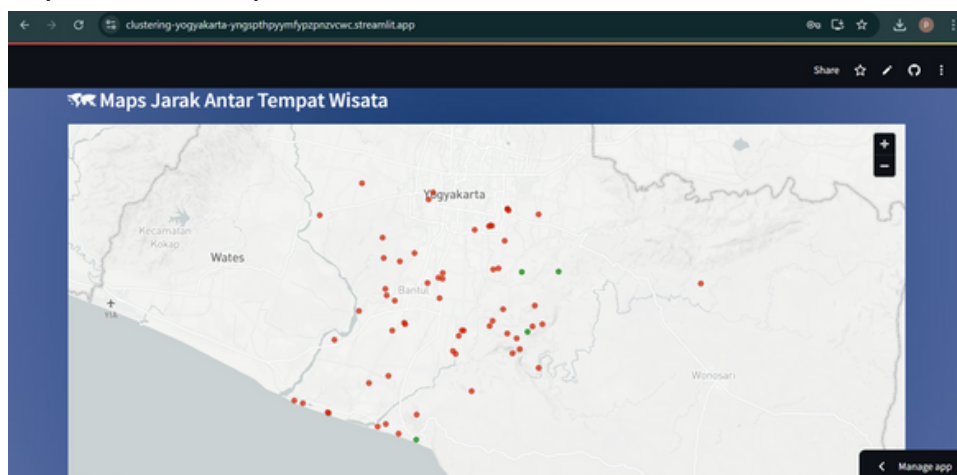 clustering-yogyakarta-yngspthpyymfypzpnzvcwc.streamlit.app
Share
Maps Jarak Antar Tempat Wisata
Yogyakarta
Kecamatan
Kokap
Wates
Bantul
YIA
Wonosari
Manage app